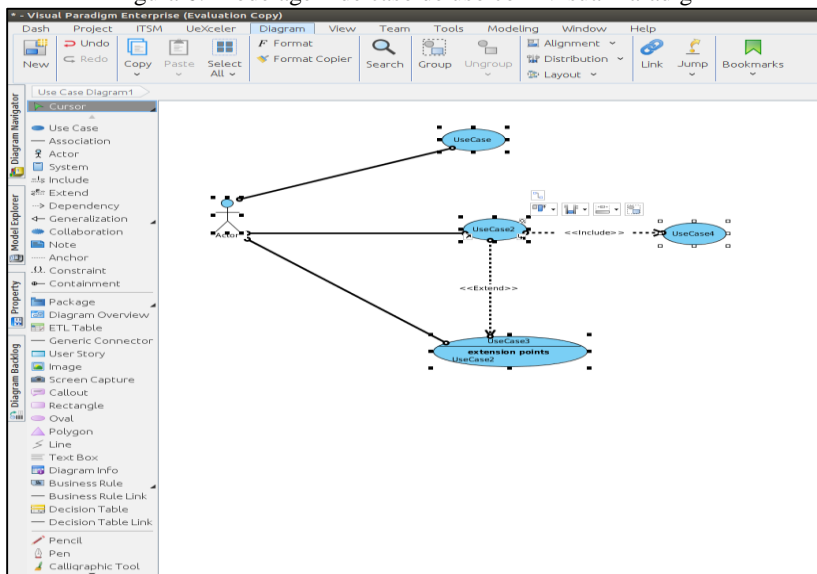 * - Visual Paradigm Enterprise (Evaluation Copy)
Dash Project ITSM UeXceler Diagram View Team Tools Modeling Window Help
New
Undo
Redo
Copy
Paste
Select All
Format
Format Copier
Search
Group
Ungroup
Alignment
Distribution
Layout
Link
Jump
Bookmarks
Use Case Diagram1
Diagram Navigator
Model Explorer
Property
Diagram Backlog
Cursor
Use Case
Association
Actor
System
Include
Extend
Dependency
Generalization
Collaboration
Note
Anchor
Constraint
Containment
Package
Diagram Overview
ETL Table
Generic Connector
User Story
Image
Screen Capture
Callout
Rectangle
Oval
Polygon
Line
Text Box
Diagram Info
Business Rule
Business Rule Link
Decision Table
Decision Table Link
Pencil
Pen
Calligraphic Tool
UseCase
Actor
UseCase2
<<Include>>
UseCase4
<<Extend>>
UseCase3
extension points
UseCase2